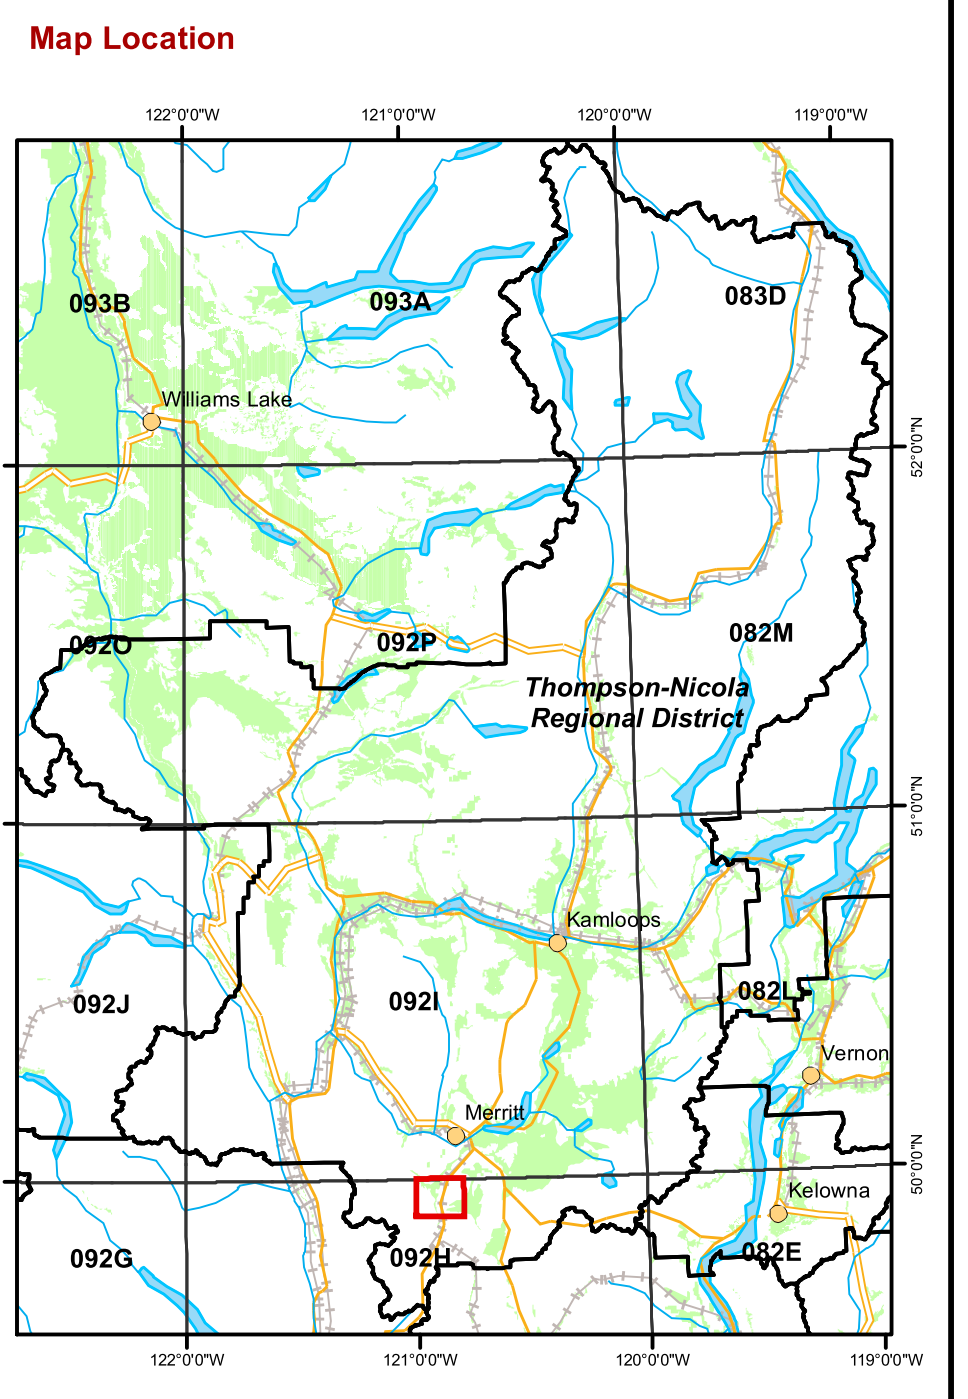 Map Location
122°0'0"W
121°0'0"W
120°0'0"W
119°0'0"W
083D
093B
093A
Williams Lake
52°0'0"N
082M
092O
092P
Thompson-Nicola
Regional District
51°0'0"N
Kamloops
092J
092I
082L
Vernon
Merritt
50°0'0"N
Kelowna
092G
092H
082E
122°0'0"W
121°0'0"W
120°0'0"W
119°0'0"W